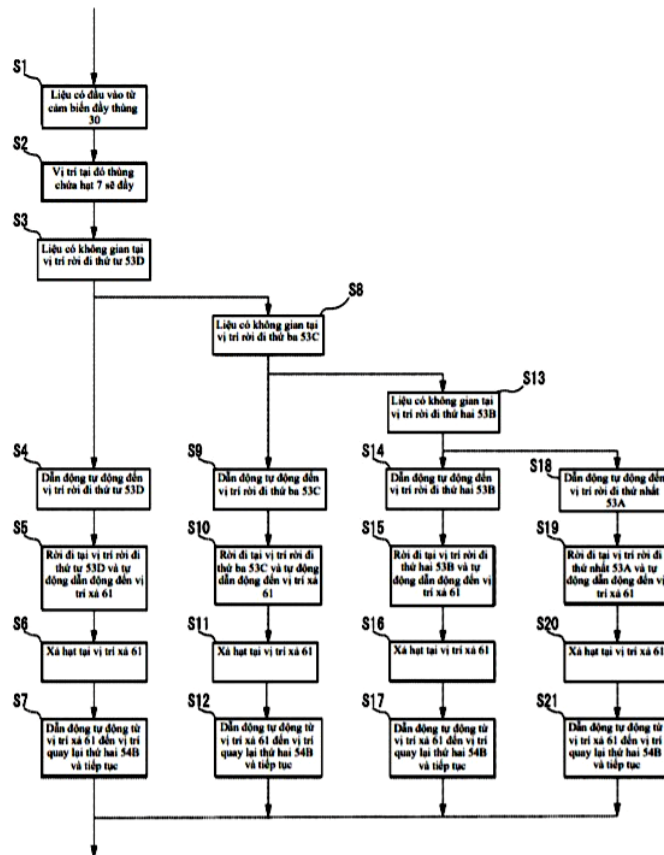 S1
Liệu có đầu vào từ
cảm biến đầy thùng
30
S2
Vị trí tại đó thùng
chứa hạt 7 sẽ đầy
S3
Liệu có không gian tại
vị trí rời đi thứ tư 53D
S8
Liệu có không gian tại
vị trí rời đi thứ ba 53C
S13
Liệu có không gian tại
vị trí rời đi thứ hai 53B
S4
Dẫn động tự động đến
vị trí rời đi thứ tư 53D
S9
Dẫn động tự động đến
vị trí rời đi thứ ba 53C
S14
Dẫn động tự động đến
vị trí rời đi thứ hai 53B
S18
Dẫn động tự động đến
vị trí rời đi thứ nhất
53A
S5
Rời đi tại vị trí rời đi
thứ tư 53D và tự
động dẫn động đến vị
trí xả 61
S10
Rời đi tại vị trí rời đi
thứ ba 53C và tự động
dẫn động đến vị trí xả
61
S15
Rời đi tại vị trí rời đi
thứ hai 53B và tự
động dẫn động đến vị
trí xả 61
S19
Rời đi tại vị trí rời đi
thứ nhất 53A và tự
động dẫn động đến vị
trí xả 61
S6
Xả hạt tại vị trí xả 61
S11
Xả hạt tại vị trí xả 61
S16
Xả hạt tại vị trí xả 61
S20
Xả hạt tại vị trí xả 61
S7
Dẫn động tự động từ
vị trí xả 61 đến vị trí
quay lại thứ hai 54B
và tiếp tục
S12
Dẫn động tự động từ
vị trí xả 61 đến vị trí
quay lại thứ hai 54B
và tiếp tục
S17
Dẫn động tự động từ
vị trí xả 61 đến vị trí
quay lại thứ hai 54B
và tiếp tục
S21
Dẫn động tự động từ
vị trí xả 61 đến vị trí
quay lại thứ hai 54B
và tiếp tục